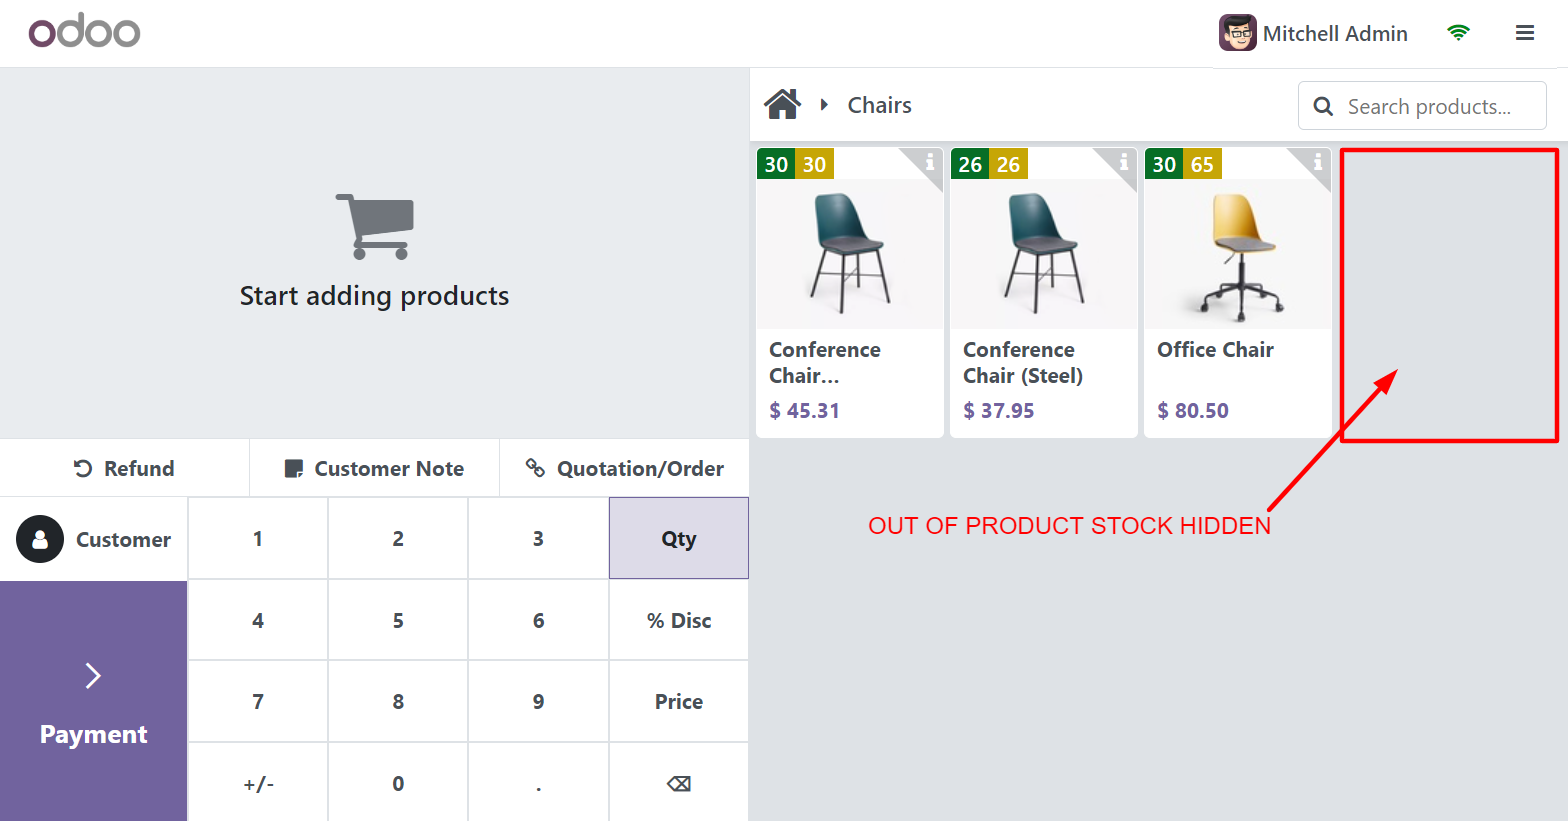 odoo
Mitchell Admin
Chairs
Search products...
30 30
26 26
30 65
Start adding products
Conference
Chair...
$ 45.31
Conference
Chair (Steel)
$ 37.95
Office Chair
$ 80.50
OUT OF PRODUCT STOCK HIDDEN
Refund
Customer Note
Quotation/Order
Customer
1 2 3 Qty
4 5 6 % Disc
7 8 9 Price
Payment
+/- 0 . ⌫